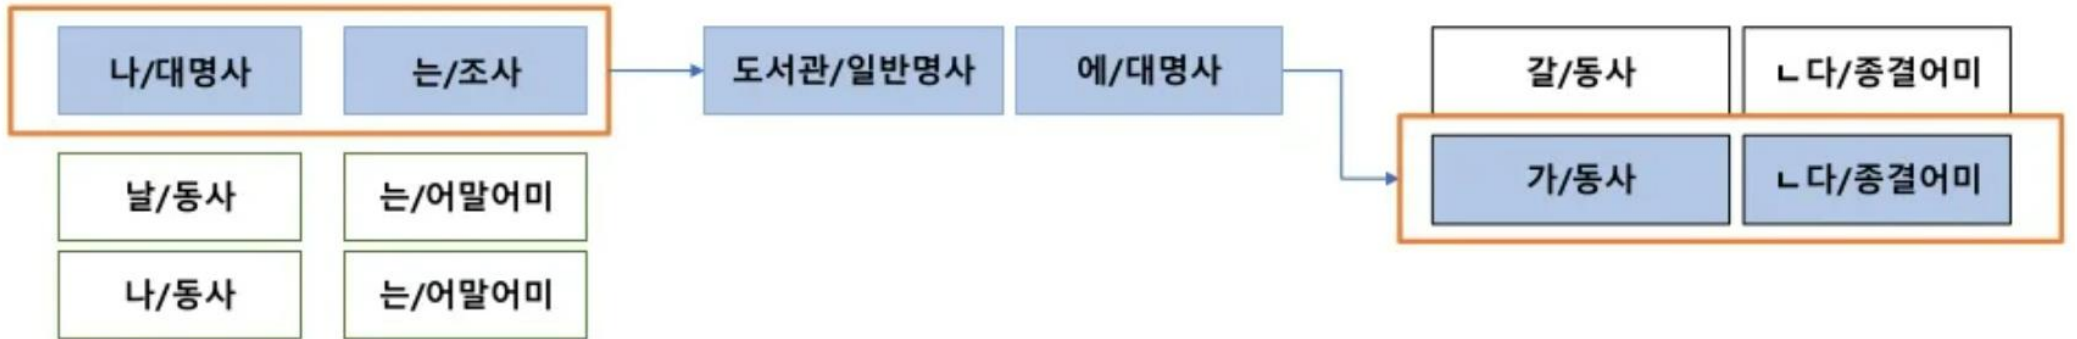 나/대명사 는/조사 도서관/일반명사 에/대명사 갈/동사 ㄴ다/종결어미
가/동사 ㄴ다/종결어미
날/동사 는/어말어미
나/동사 는/어말어미